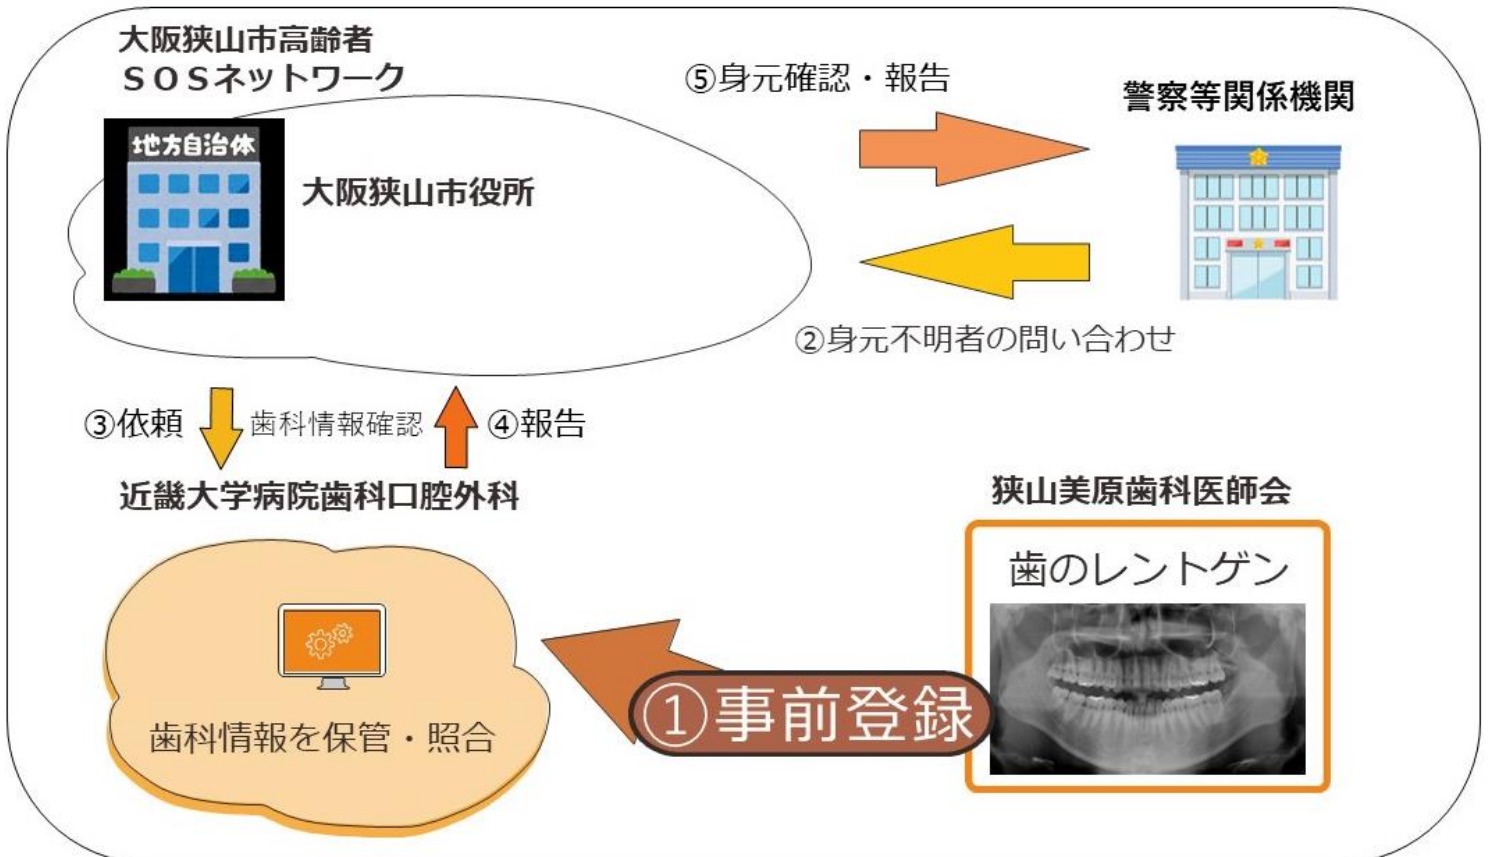 大阪狭山市高齢者
ＳＯＳネットワーク
地方自治体
大阪狭山市役所
⑤身元確認・報告
警察等関係機関
②身元不明者の問い合わせ
③依頼
歯科情報確認
④報告
近畿大学病院歯科口腔外科
歯科情報を保管・照合
①事前登録
狭山美原歯科医師会
歯のレントゲン